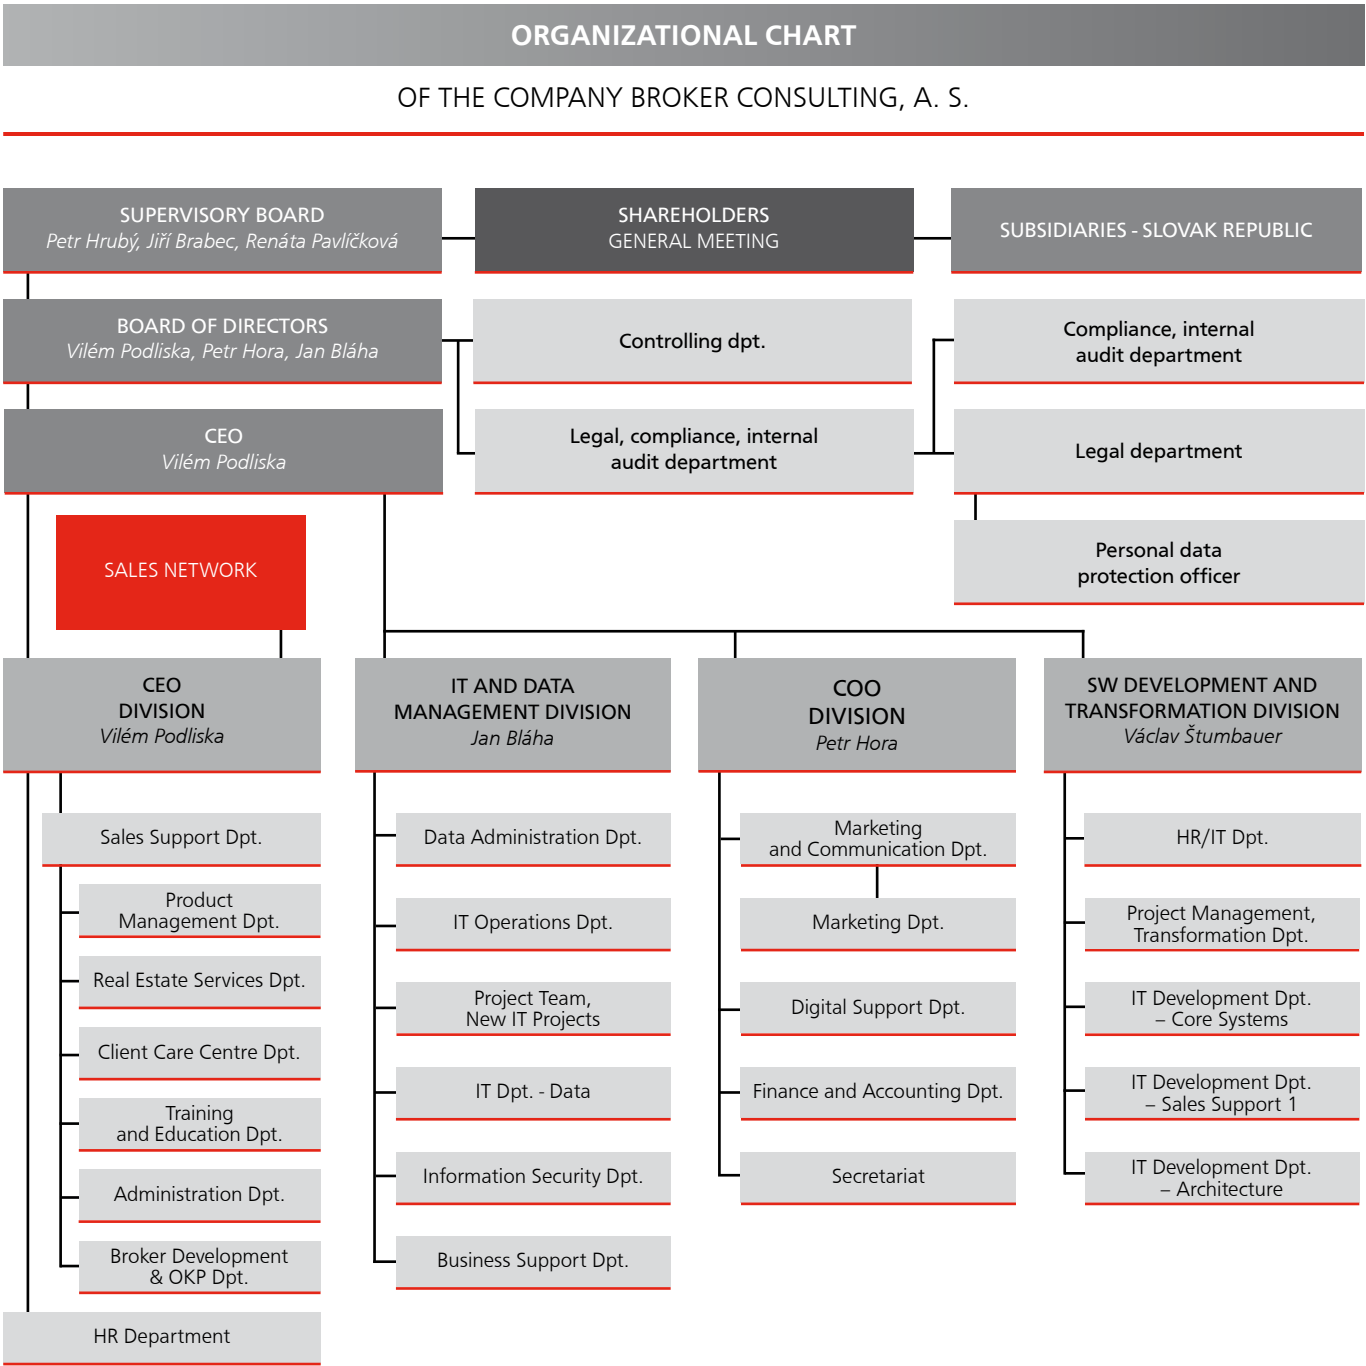 ORGANIZATIONAL CHART
OF THE COMPANY BROKER CONSULTING, A. S.
SUPERVISORY BOARD
Petr Hrubý, Jiří Brabec, Renáta Pavlíčková
SHAREHOLDERS
GENERAL MEETING
SUBSIDIARIES - SLOVAK REPUBLIC
BOARD OF DIRECTORS
Vilém Podliska, Petr Hora, Jan Bláha
Controlling dpt.
Compliance, internal
audit department
CEO
Vilém Podliska
Legal, compliance, internal
audit department
Legal department
Personal data
protection officer
SALES NETWORK
CEO
DIVISION
Vilém Podliska
IT AND DATA
MANAGEMENT DIVISION
Jan Bláha
COO
DIVISION
Petr Hora
SW DEVELOPMENT AND
TRANSFORMATION DIVISION
Václav Štumbauer
Sales Support Dpt.
Product
Management Dpt.
Real Estate Services Dpt.
Client Care Centre Dpt.
Training
and Education Dpt.
Administration Dpt.
Broker Development
& OKP Dpt.
HR Department
Data Administration Dpt.
IT Operations Dpt.
Project Team,
New IT Projects
IT Dpt. - Data
Information Security Dpt.
Business Support Dpt.
Marketing
and Communication Dpt.
Marketing Dpt.
Digital Support Dpt.
Finance and Accounting Dpt.
Secretariat
HR/IT Dpt.
Project Management,
Transformation Dpt.
IT Development Dpt.
– Core Systems
IT Development Dpt.
– Sales Support 1
IT Development Dpt.
– Architecture